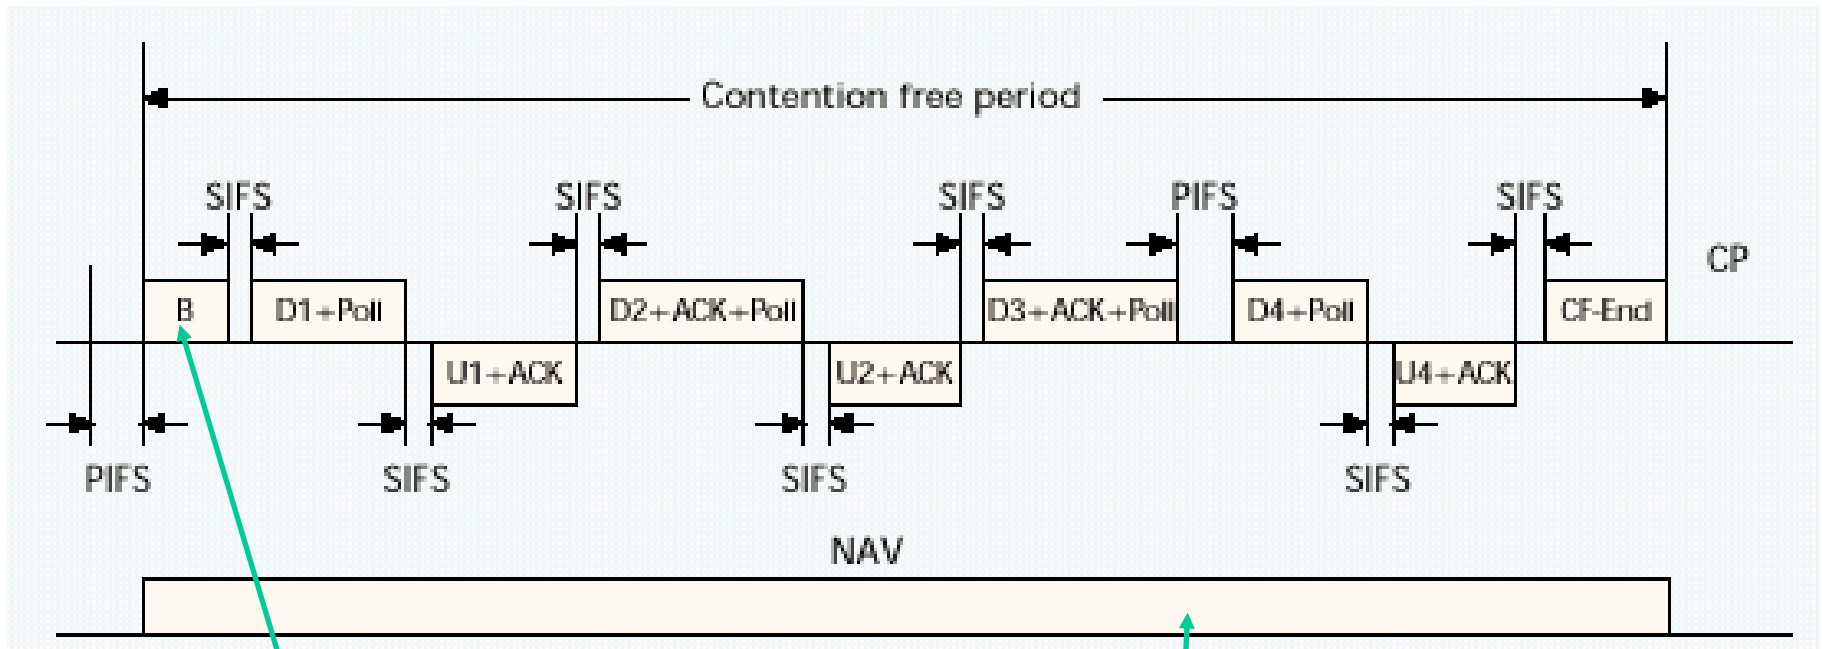 Contention free period
SIFS SIFS SIFS PIFS SIFS
CP
B D1+Poll D2+ACK+Poll D3+ACK+Poll D4+Poll CF-End
U1+ACK U2+ACK U4+ACK
PIFS SIFS SIFS SIFS
NAV